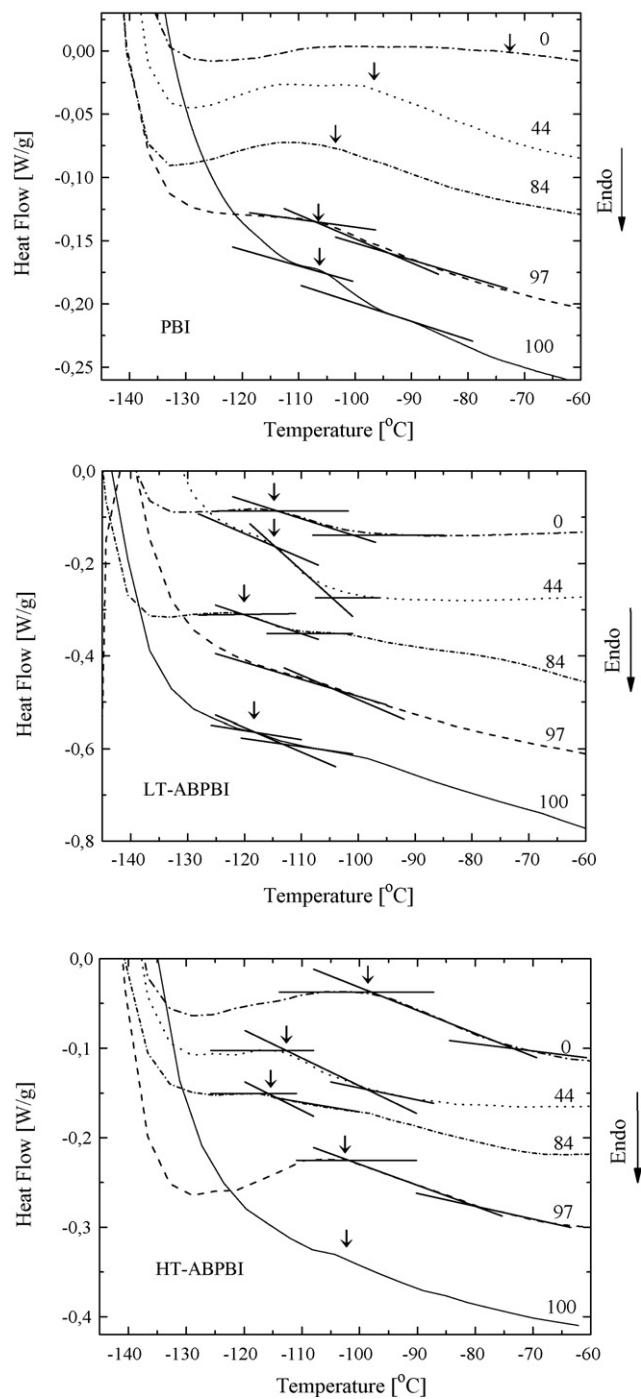 0,00
-0,05
-0,10
-0,15
-0,20
-0,25
Heat Flow [W/g]
0
44
84
97
100
Endo
PBI
-140 -130 -120 -110 -100 -90 -80 -70 -60
Temperature [°C]
0,0
-0,2
-0,4
-0,6
-0,8
Heat Flow [W/g]
0
44
84
97
100
Endo
LT-ABPBI
-140 -130 -120 -110 -100 -90 -80 -70 -60
Temperature [°C]
0,0
-0,1
-0,2
-0,3
-0,4
Heat Flow [W/g]
0
44
84
97
100
Endo
HT-ABPBI
-140 -130 -120 -110 -100 -90 -80 -70 -60
Temperature [°C]